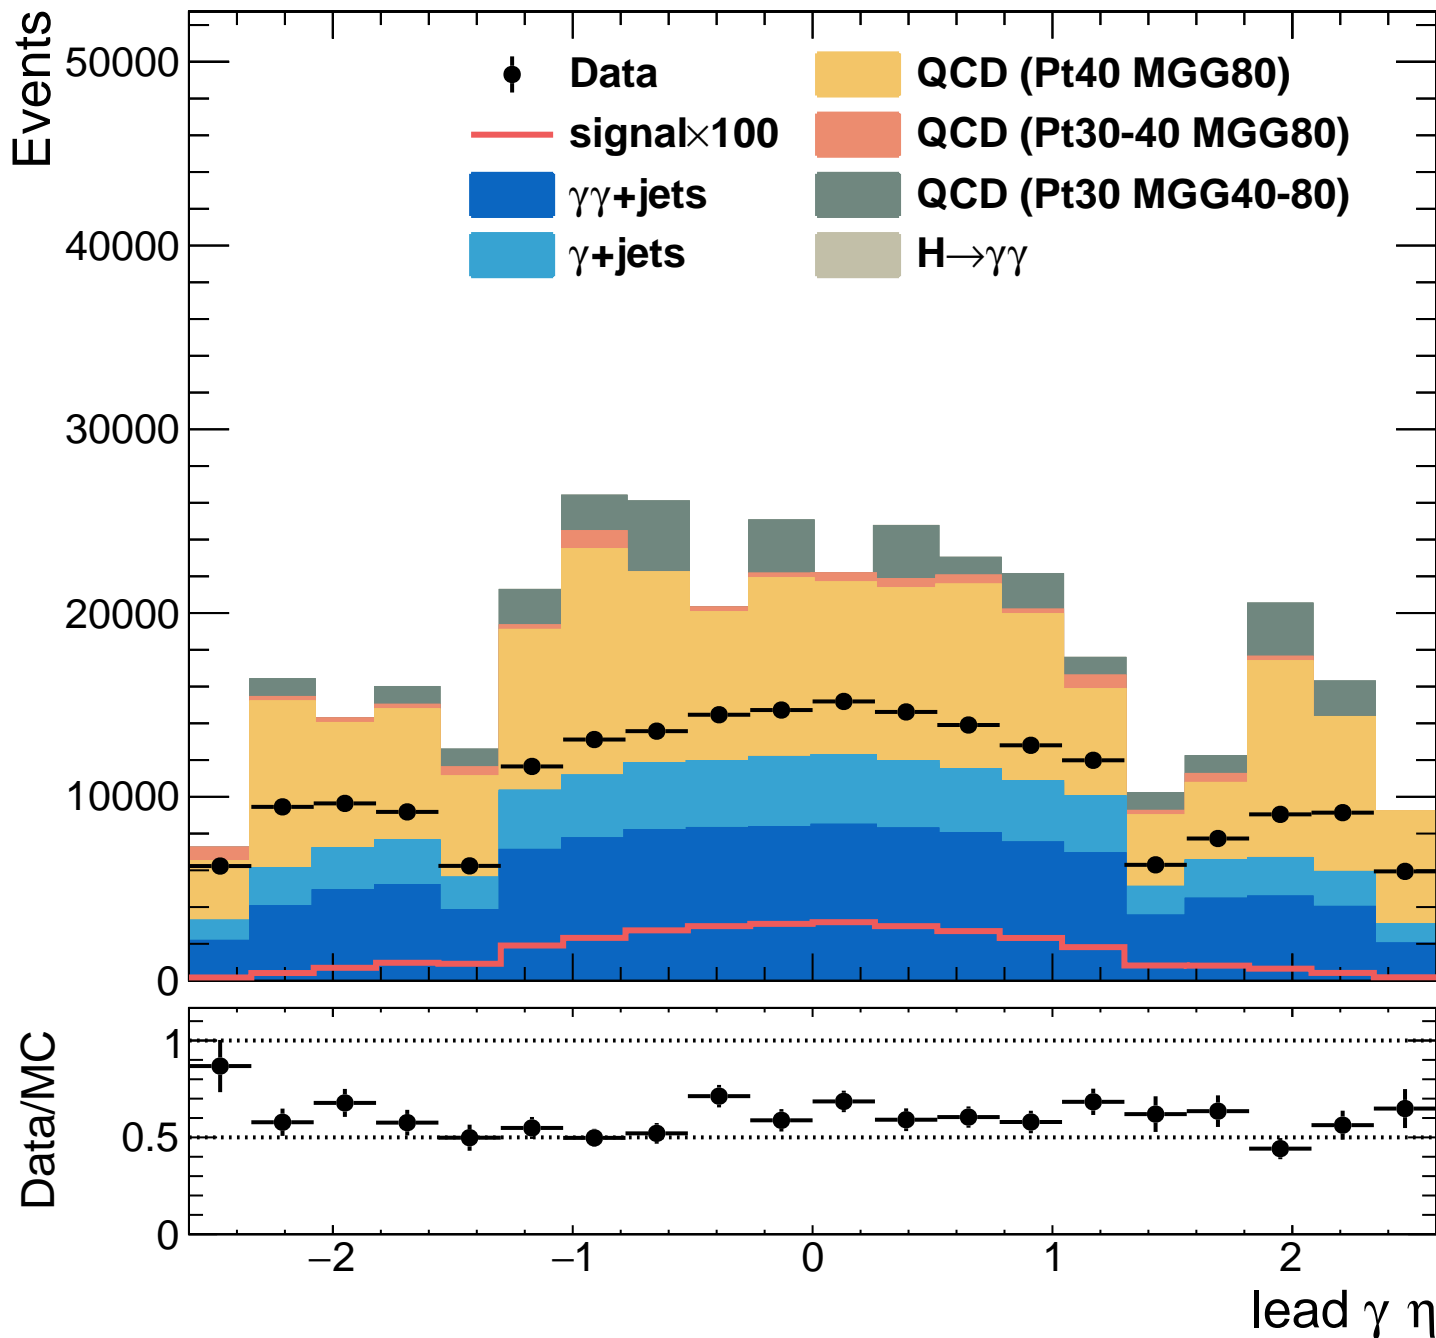 Events
50000
40000
30000
20000
10000
0
Data
signal×100
γγ+jets
γ+jets
QCD (Pt40 MGG80)
QCD (Pt30-40 MGG80)
QCD (Pt30 MGG40-80)
H→γγ
Data/MC
1
0.5
0
−2 −1 0 1 2
lead γ η